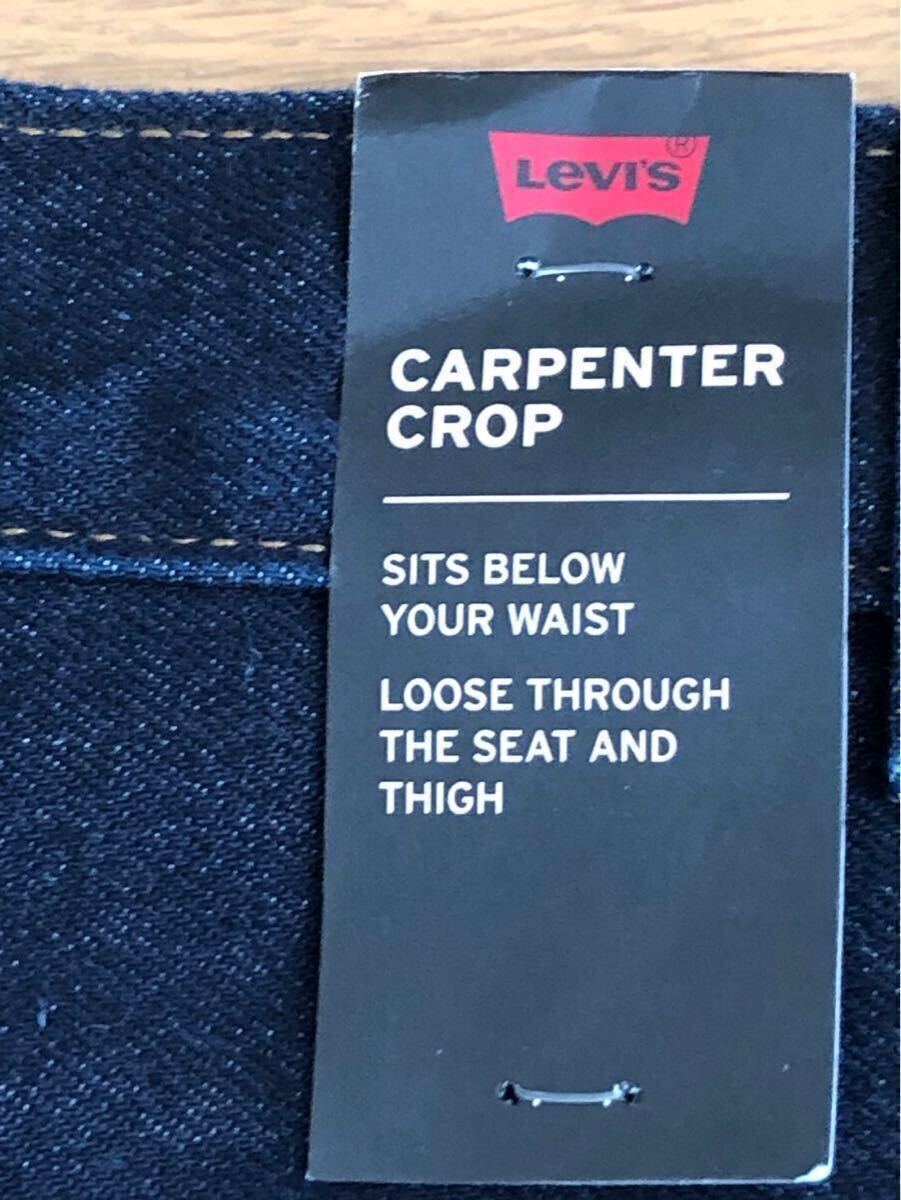 Levi's ®
CARPENTER
CROP
SITS BELOW
YOUR WAIST
LOOSE THROUGH
THE SEAT AND
THIGH